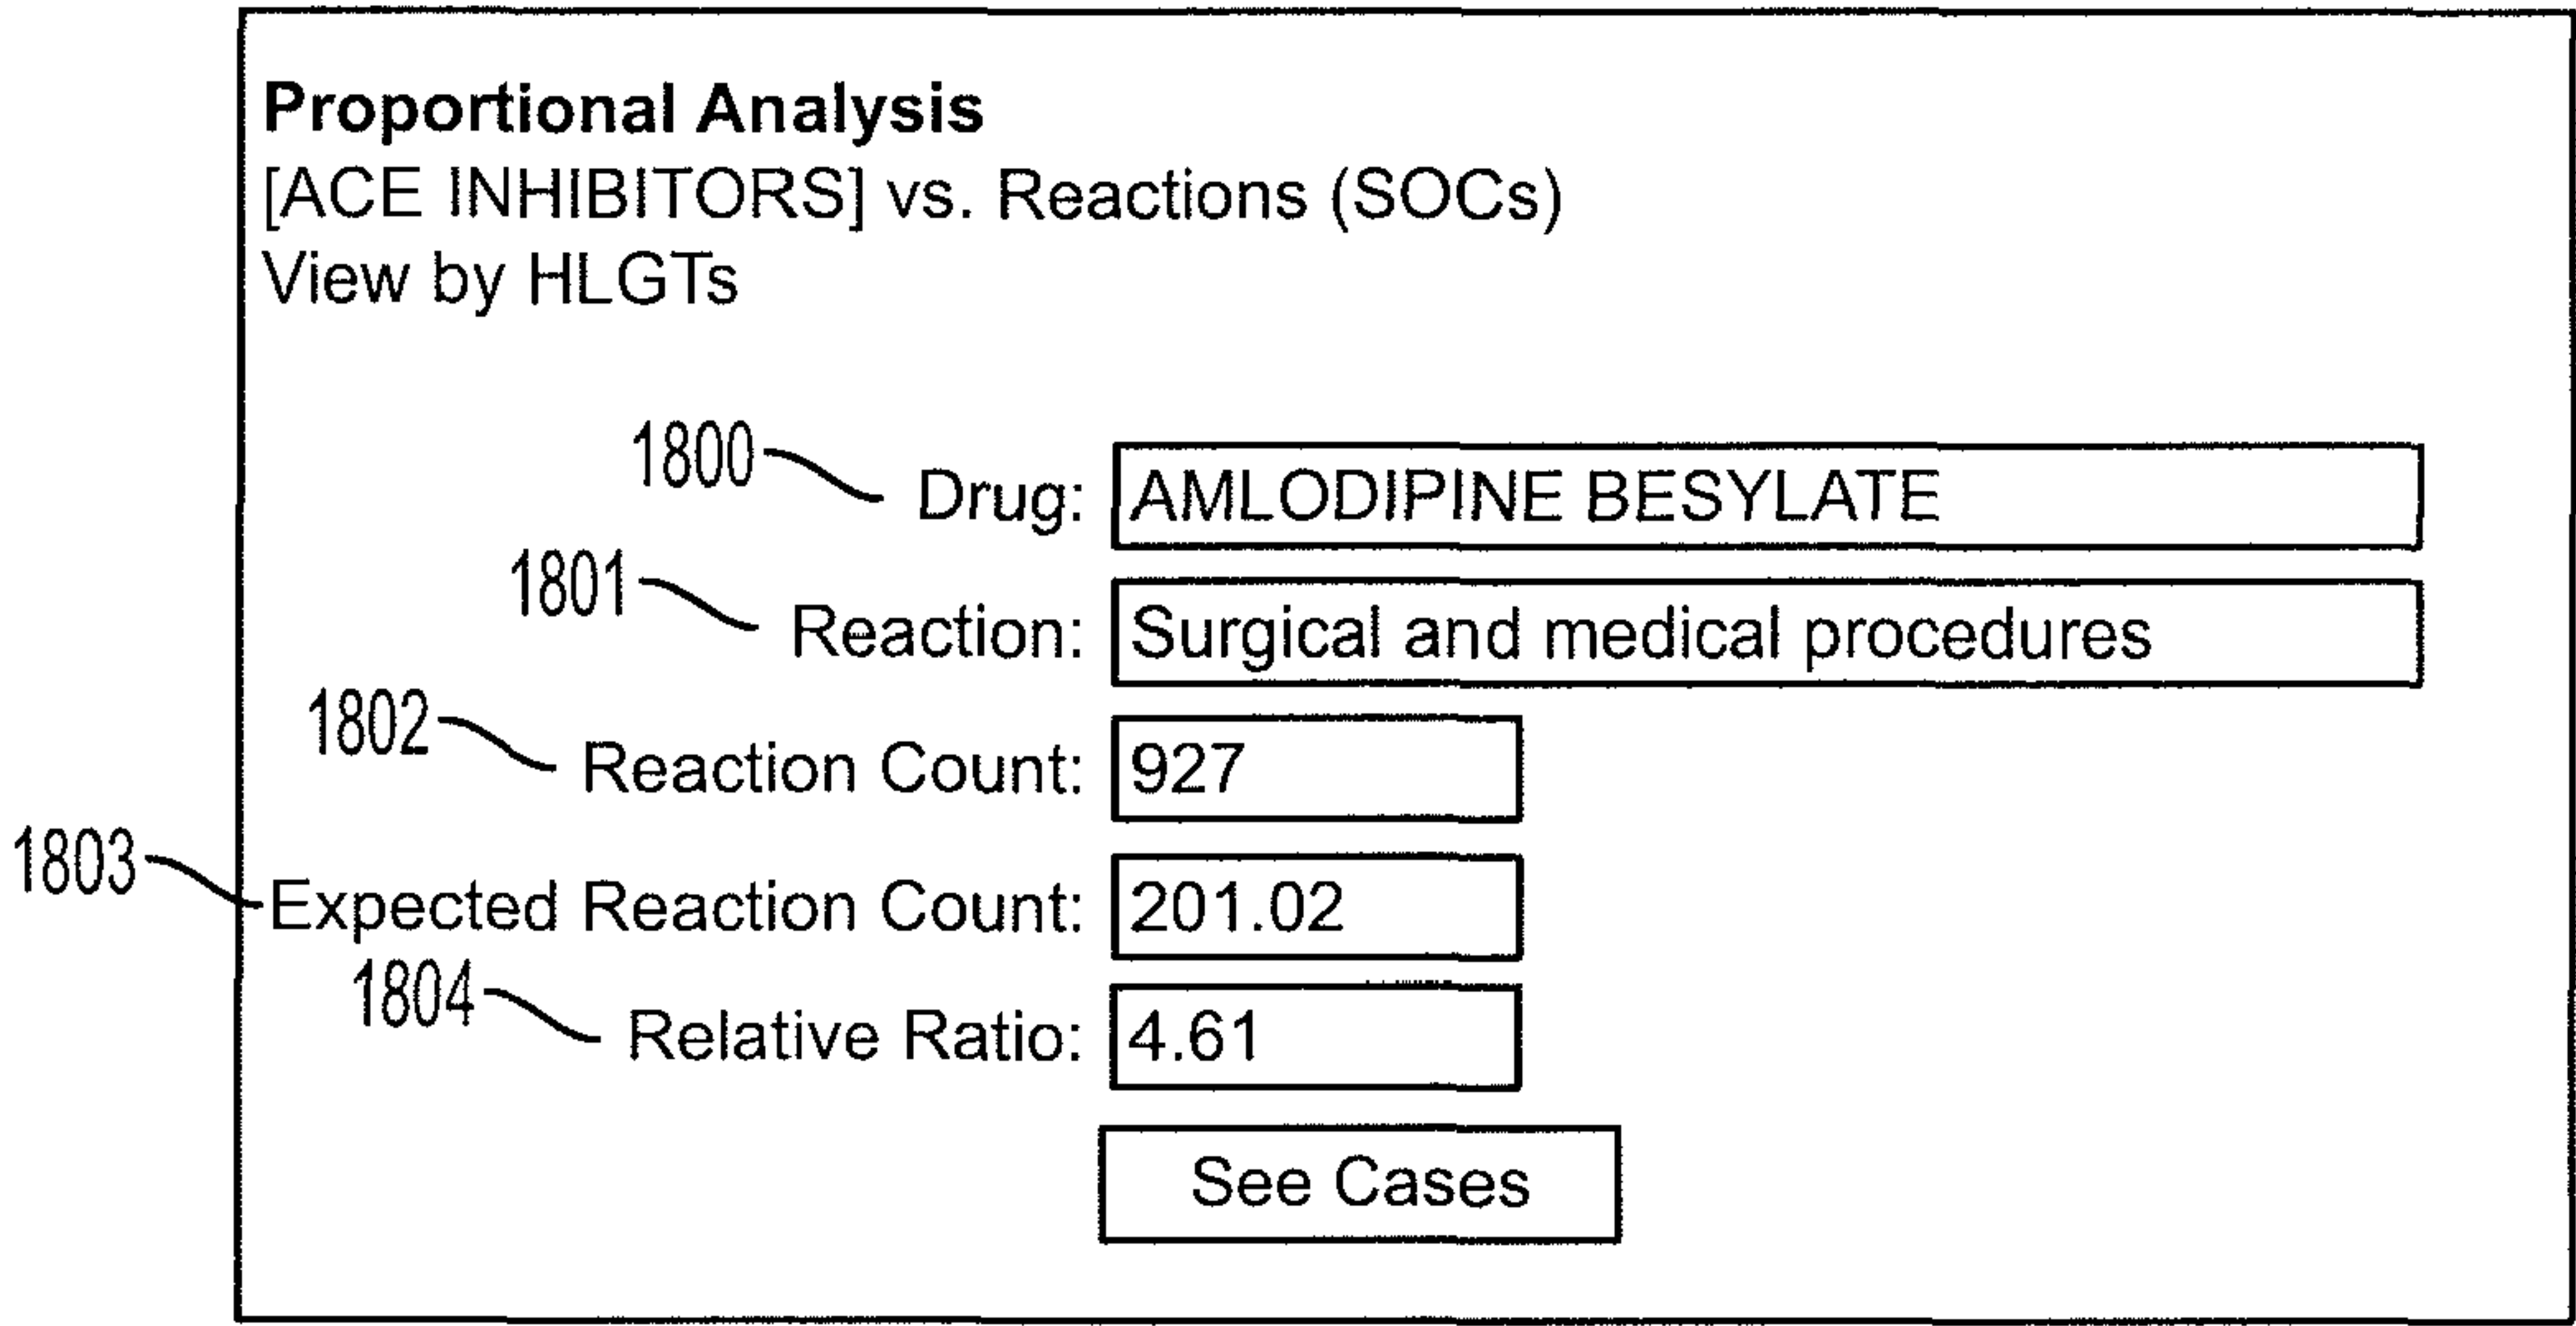 Proportional Analysis
[ACE INHIBITORS] vs. Reactions (SOCs)
View by HLGTs
1800 Drug: AMLODIPINE BESYLATE
1801 Reaction: Surgical and medical procedures
1802 Reaction Count: 927
1803 Expected Reaction Count: 201.02
1804 Relative Ratio: 4.61
See Cases